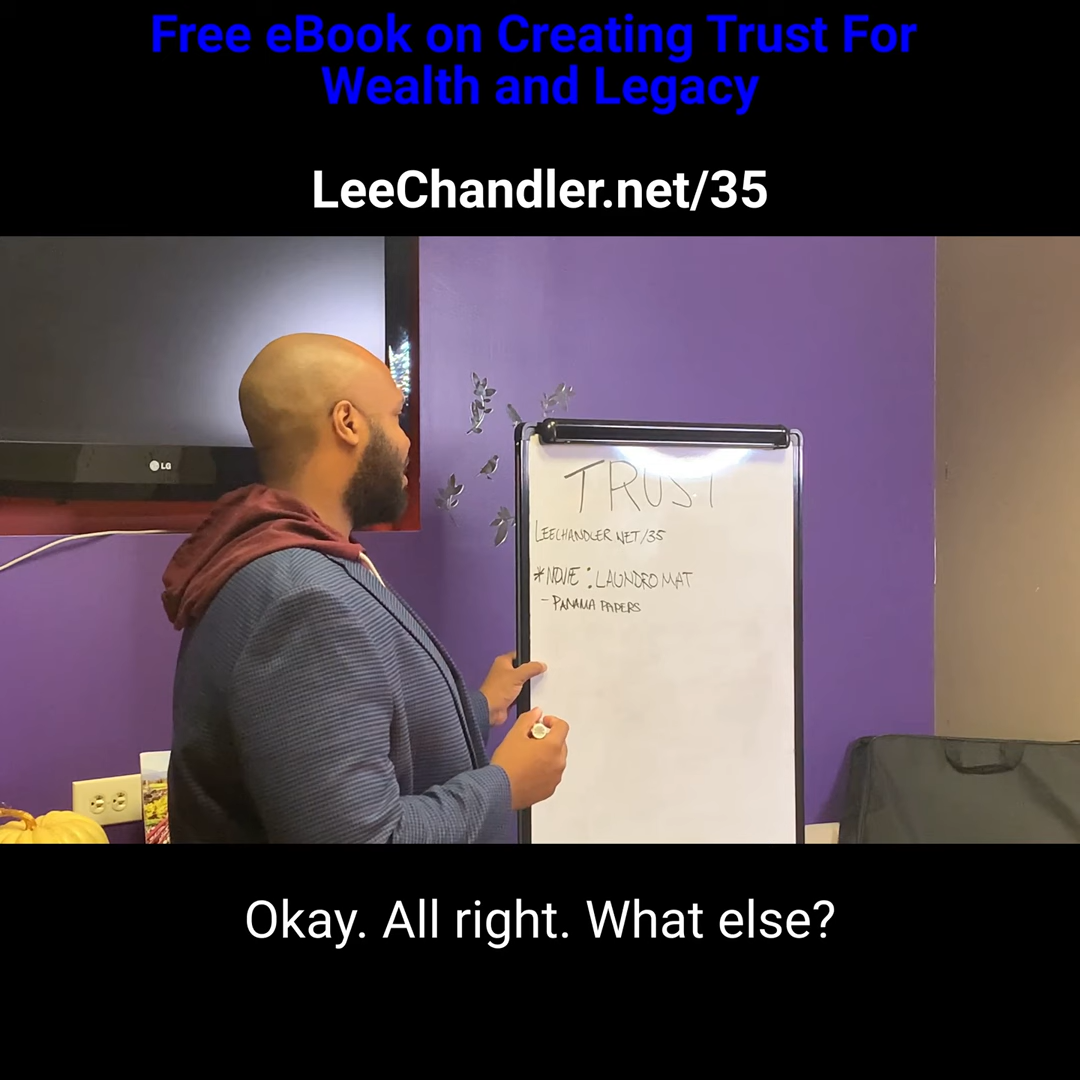 Free eBook on Creating Trust For
Wealth and Legacy
LeeChandler.net/35
LG
TRUST
LEECHANDLER NET/35
*MOVIE: LAUNDROMAT
- PANAMA PAPERS
Okay. All right. What else?